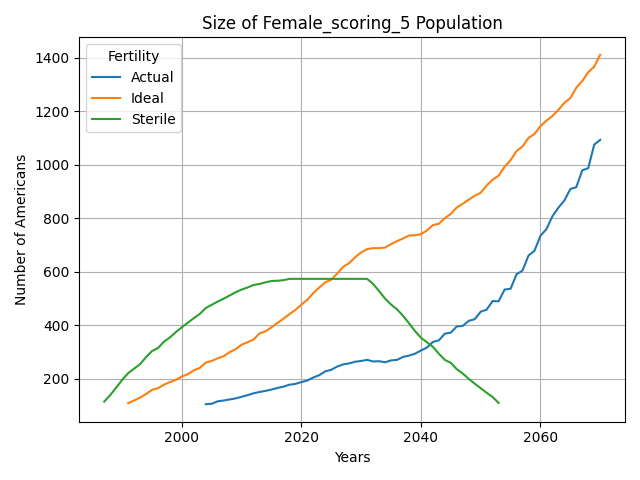 Size of Female_scoring_5 Population
Fertility
Actual
Ideal
Sterile
Number of Americans
1400
1200
1000
800
600
400
200
2000
2020
2040
2060
Years